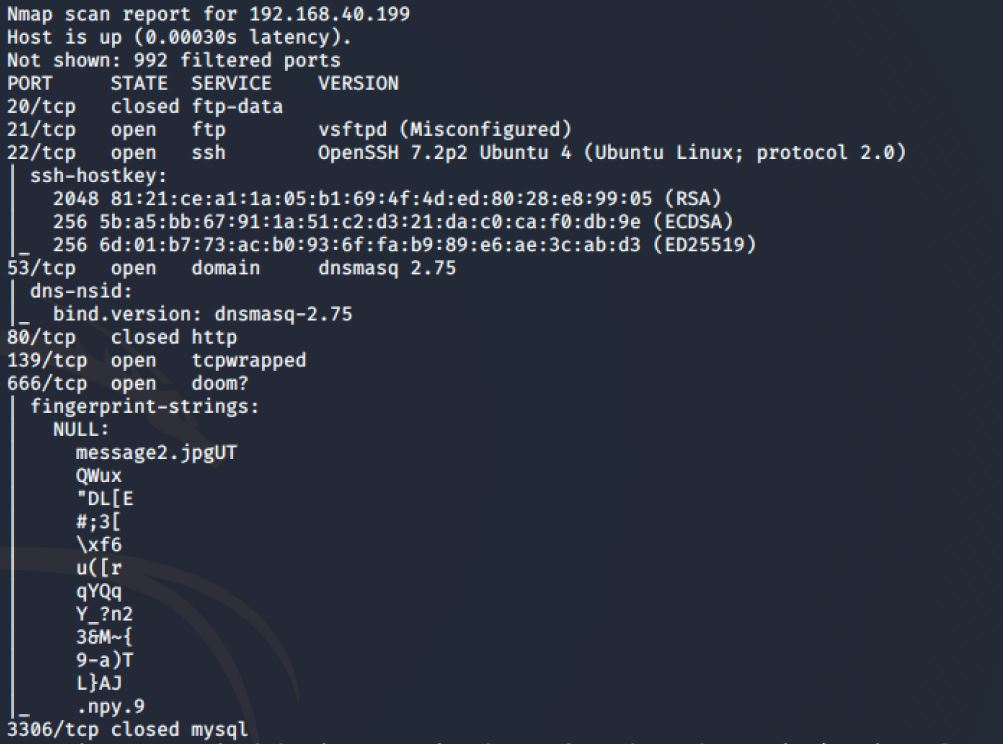 Nmap scan report for 192.168.40.199
Host is up (0.00030s latency).
Not shown: 992 filtered ports
PORT     STATE  SERVICE     VERSION
20/tcp   closed ftp-data
21/tcp   open   ftp         vsftpd (Misconfigured)
22/tcp   open   ssh         OpenSSH 7.2p2 Ubuntu 4 (Ubuntu Linux; protocol 2.0)
| ssh-hostkey:
|   2048 81:21:ce:a1:1a:05:b1:69:4f:4d:ed:80:28:e8:99:05 (RSA)
|   256 5b:a5:bb:67:91:1a:51:c2:d3:21:da:c0:ca:f0:db:9e (ECDSA)
|_  256 6d:01:b7:73:ac:b0:93:6f:fa:b9:89:e6:ae:3c:ab:d3 (ED25519)
53/tcp   open   domain      dnsmasq 2.75
| dns-nsid:
|_  bind.version: dnsmasq-2.75
80/tcp   closed http
139/tcp  open   tcpwrapped
666/tcp  open   doom?
| fingerprint-strings:
|   NULL:
|     message2.jpgUT
|     QWux
|     "DL[E
|     #;3[
|     \xf6
|     u([r
|     qYQq
|     Y_?n2
|     3&M~{
|     9-a)T
|     L}AJ
|_    .npy.9
3306/tcp closed mysql